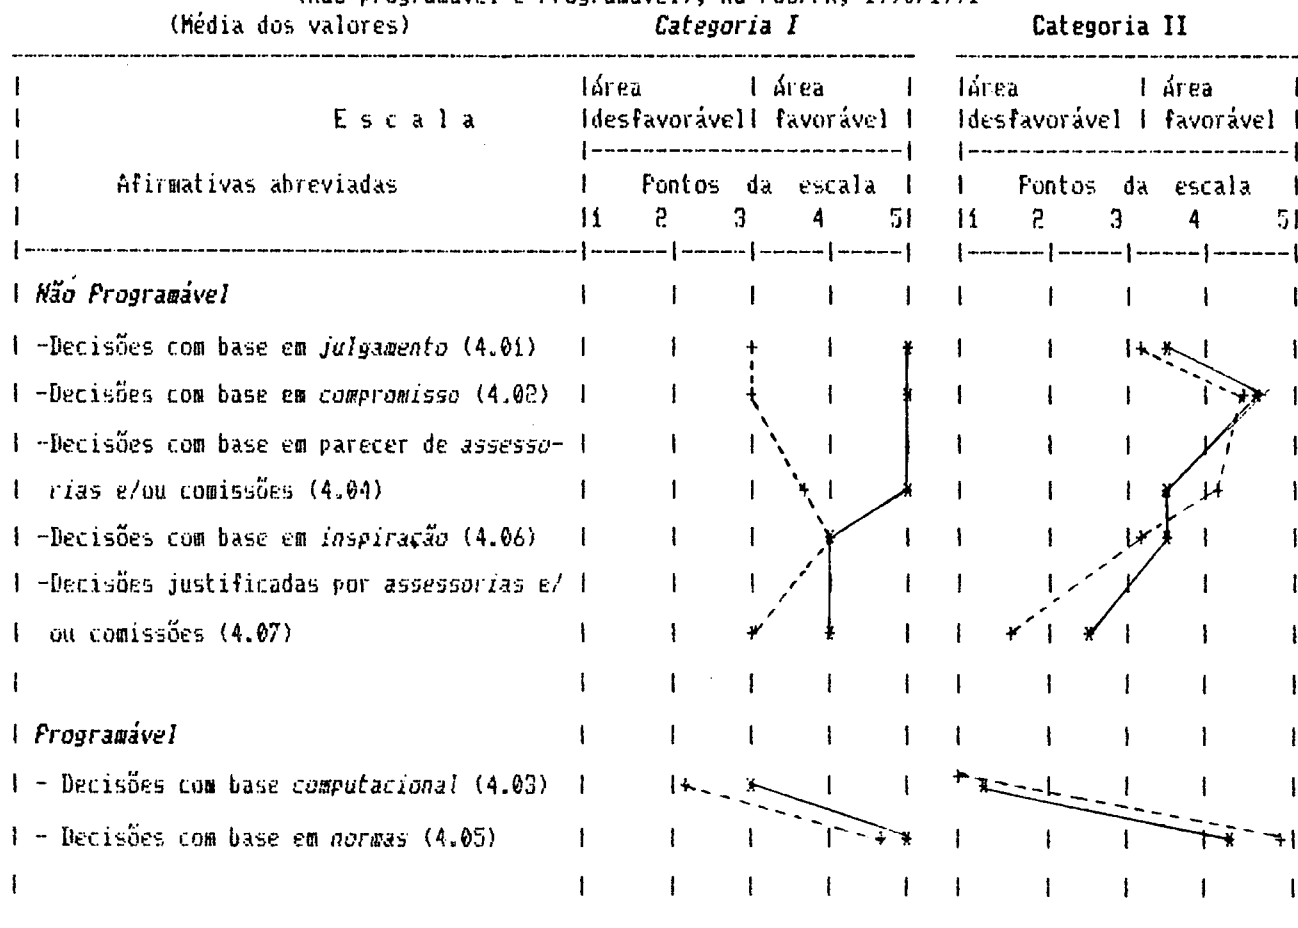 (Média dos valores) Categoria I Categoria II
Área Área Área Área
Escala desfavorável favorável desfavorável favorável
Afirmativas abreviadas Pontos da escala Pontos da escala
1 2 3 4 5 1 2 3 4 5
Não Programável
-Decisões com base em julgamento (4.01)
-Decisões com base em compromisso (4.02)
-Decisões com base em parecer de assesso-
rias e/ou comissões (4.04)
-Decisões com base em inspiração (4.06)
-Decisões justificadas por assessorias e/
ou comissões (4.07)
Programável
- Decisões com base computacional (4.03)
- Decisões com base em normas (4.05)